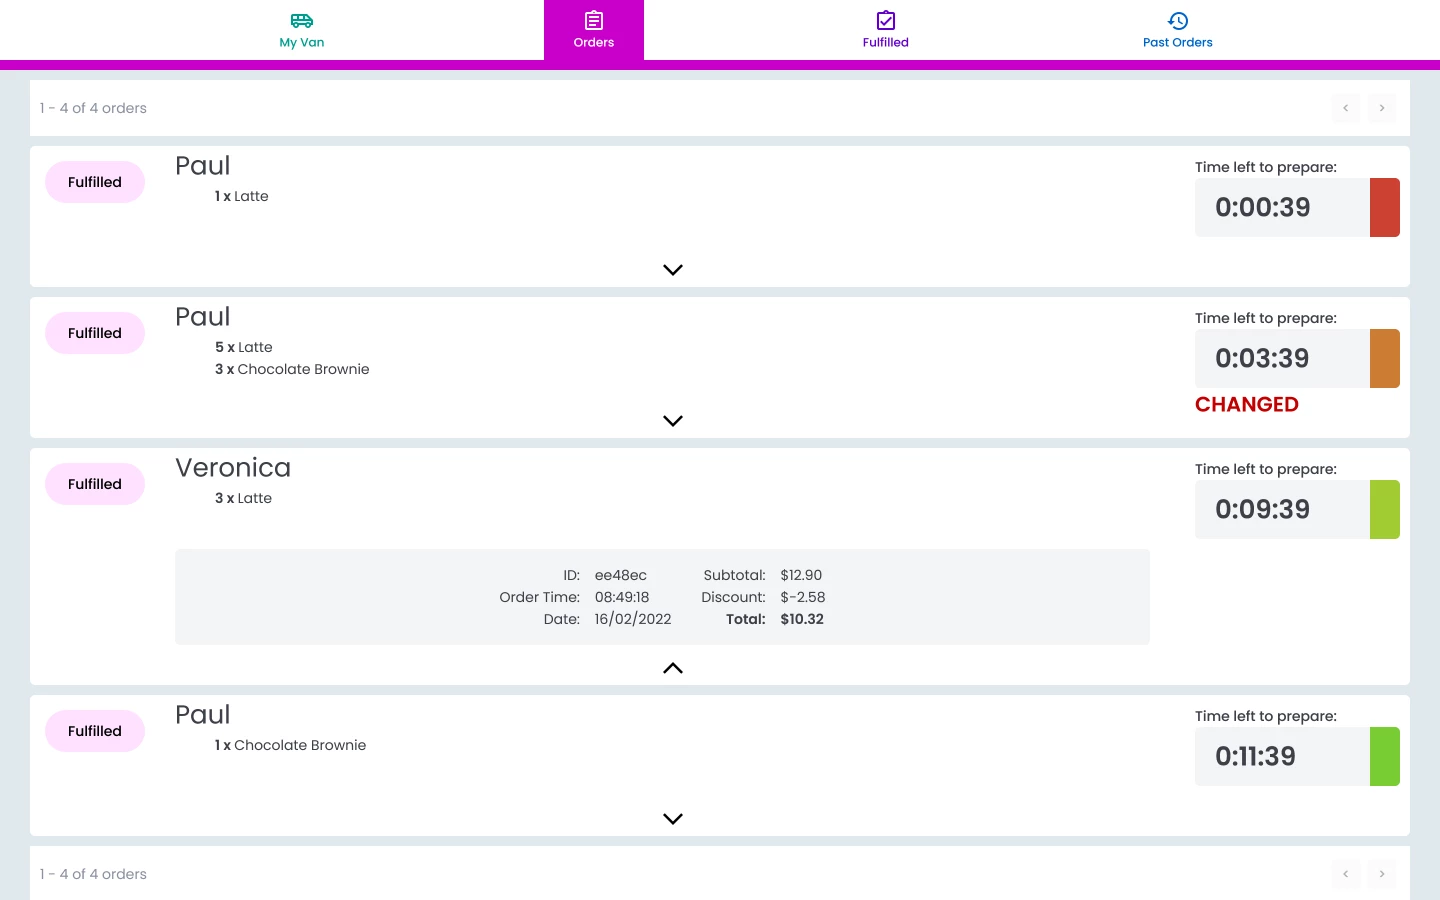 My Van
Orders
Fulfilled
Past Orders
1 - 4 of 4 orders
< >
Fulfilled
Paul
1 x Latte
Time left to prepare:
0:00:39
Fulfilled
Paul
5 x Latte
3 x Chocolate Brownie
Time left to prepare:
0:03:39
CHANGED
Fulfilled
Veronica
3 x Latte
Time left to prepare:
0:09:39
ID: ee48ec Subtotal: $12.90
Order Time: 08:49:18 Discount: $-2.58
Date: 16/02/2022 Total: $10.32
Fulfilled
Paul
1 x Chocolate Brownie
Time left to prepare:
0:11:39
1 - 4 of 4 orders
< >